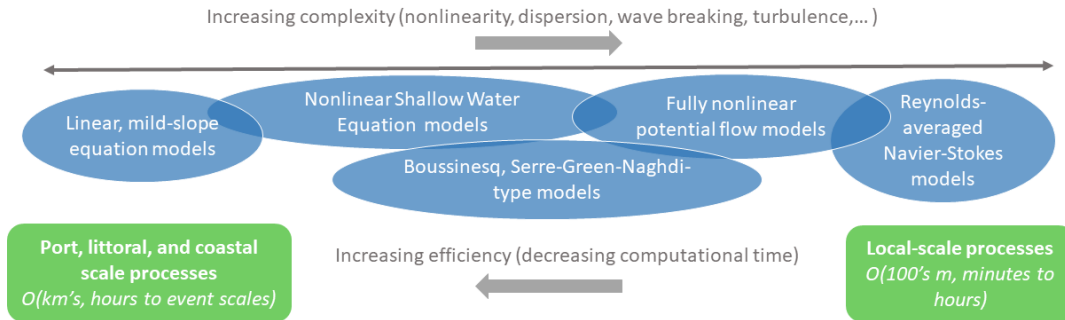 Increasing complexity (nonlinearity, dispersion, wave breaking, turbulence,... )
Linear, mild-slope
equation models
Nonlinear Shallow Water
Equation models
Boussinesq, Serre-Green-Naghdi-
type models
Fully nonlinear
potential flow models
Reynolds-
averaged
Navier-Stokes
models
Port, littoral, and coastal
scale processes
O(km's, hours to event scales)
Increasing efficiency (decreasing computational time)
Local-scale processes
O(100's m, minutes to
hours)